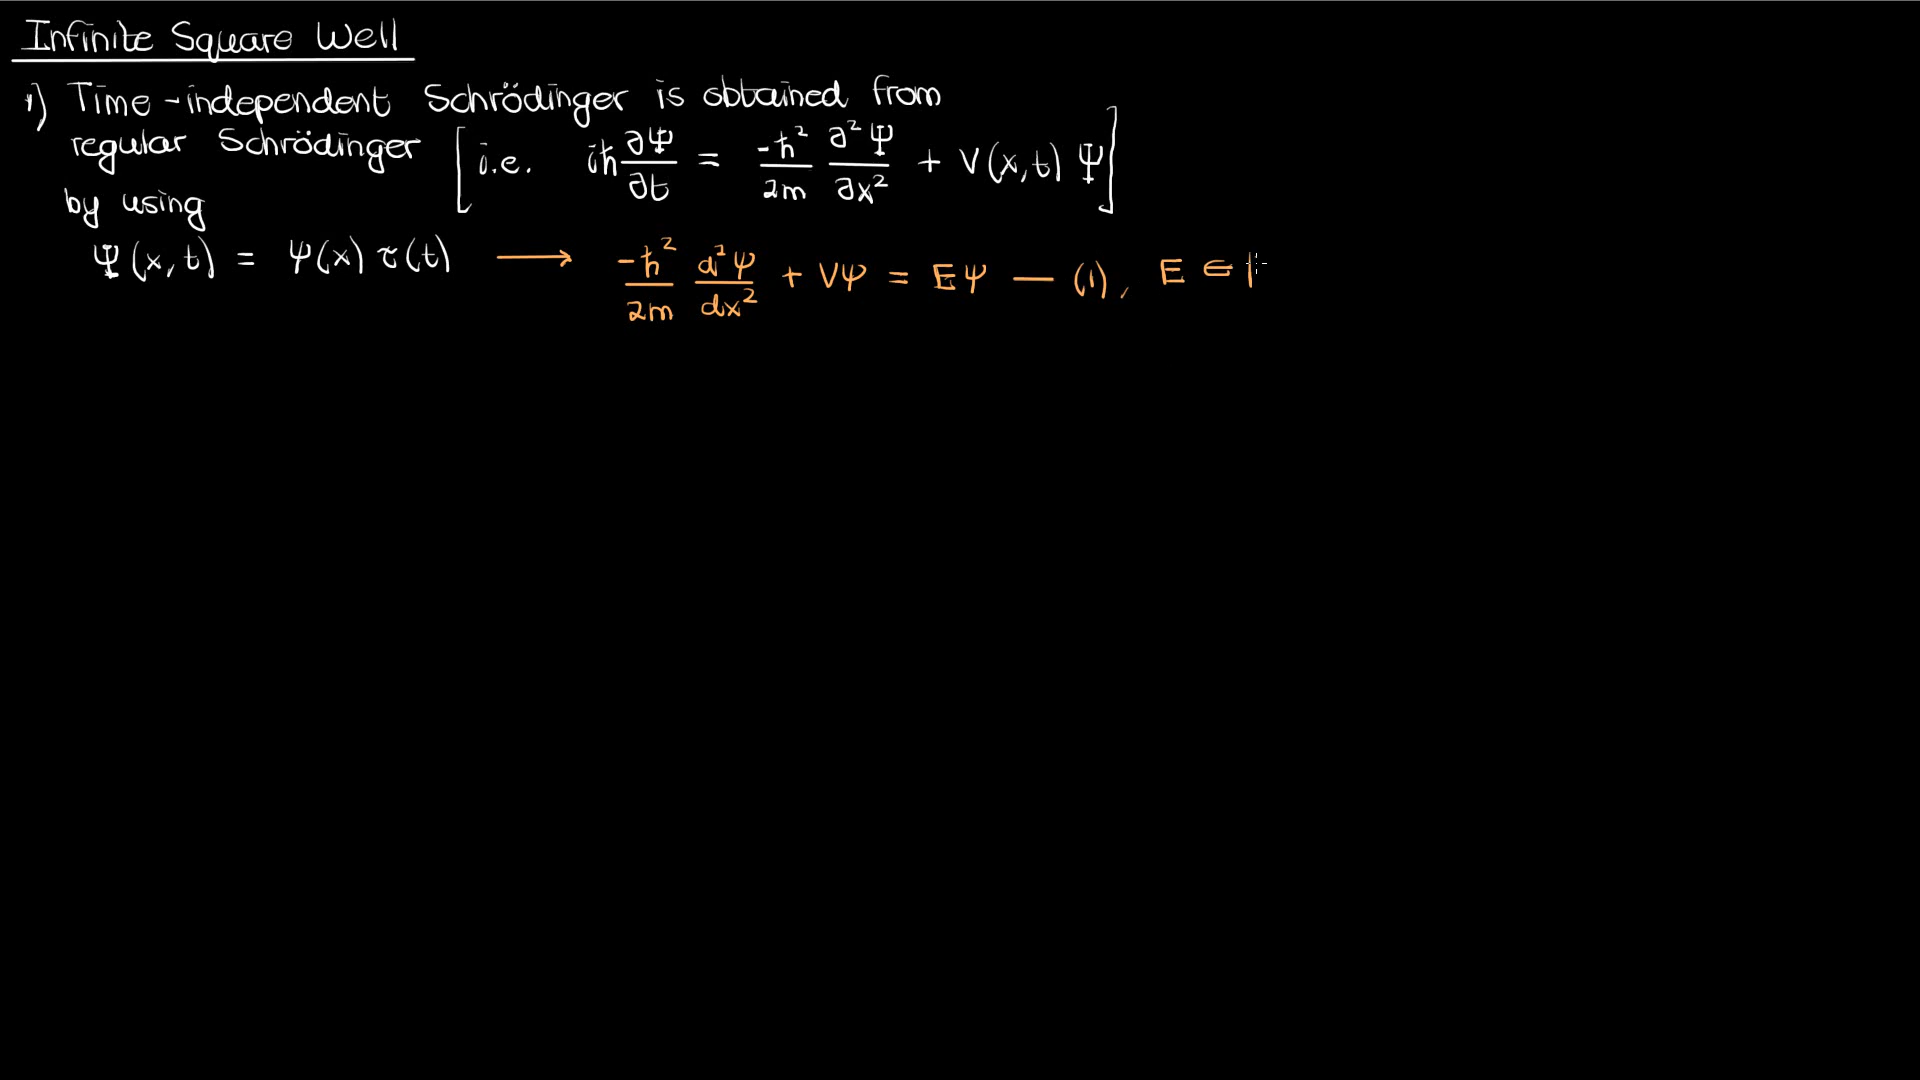 Infinite Square Well
1) Time-independent Schrödinger is obtained from
regular Schrödinger [i.e. iħ ∂Ψ/∂t = -ħ²/2m ∂²Ψ/∂x² + V(x,t) Ψ]
by using
Ψ(x,t) = ψ(x) τ(t) ⟶ -ħ²/2m d²ψ/dx² + Vψ = Eψ — (1), E ∈